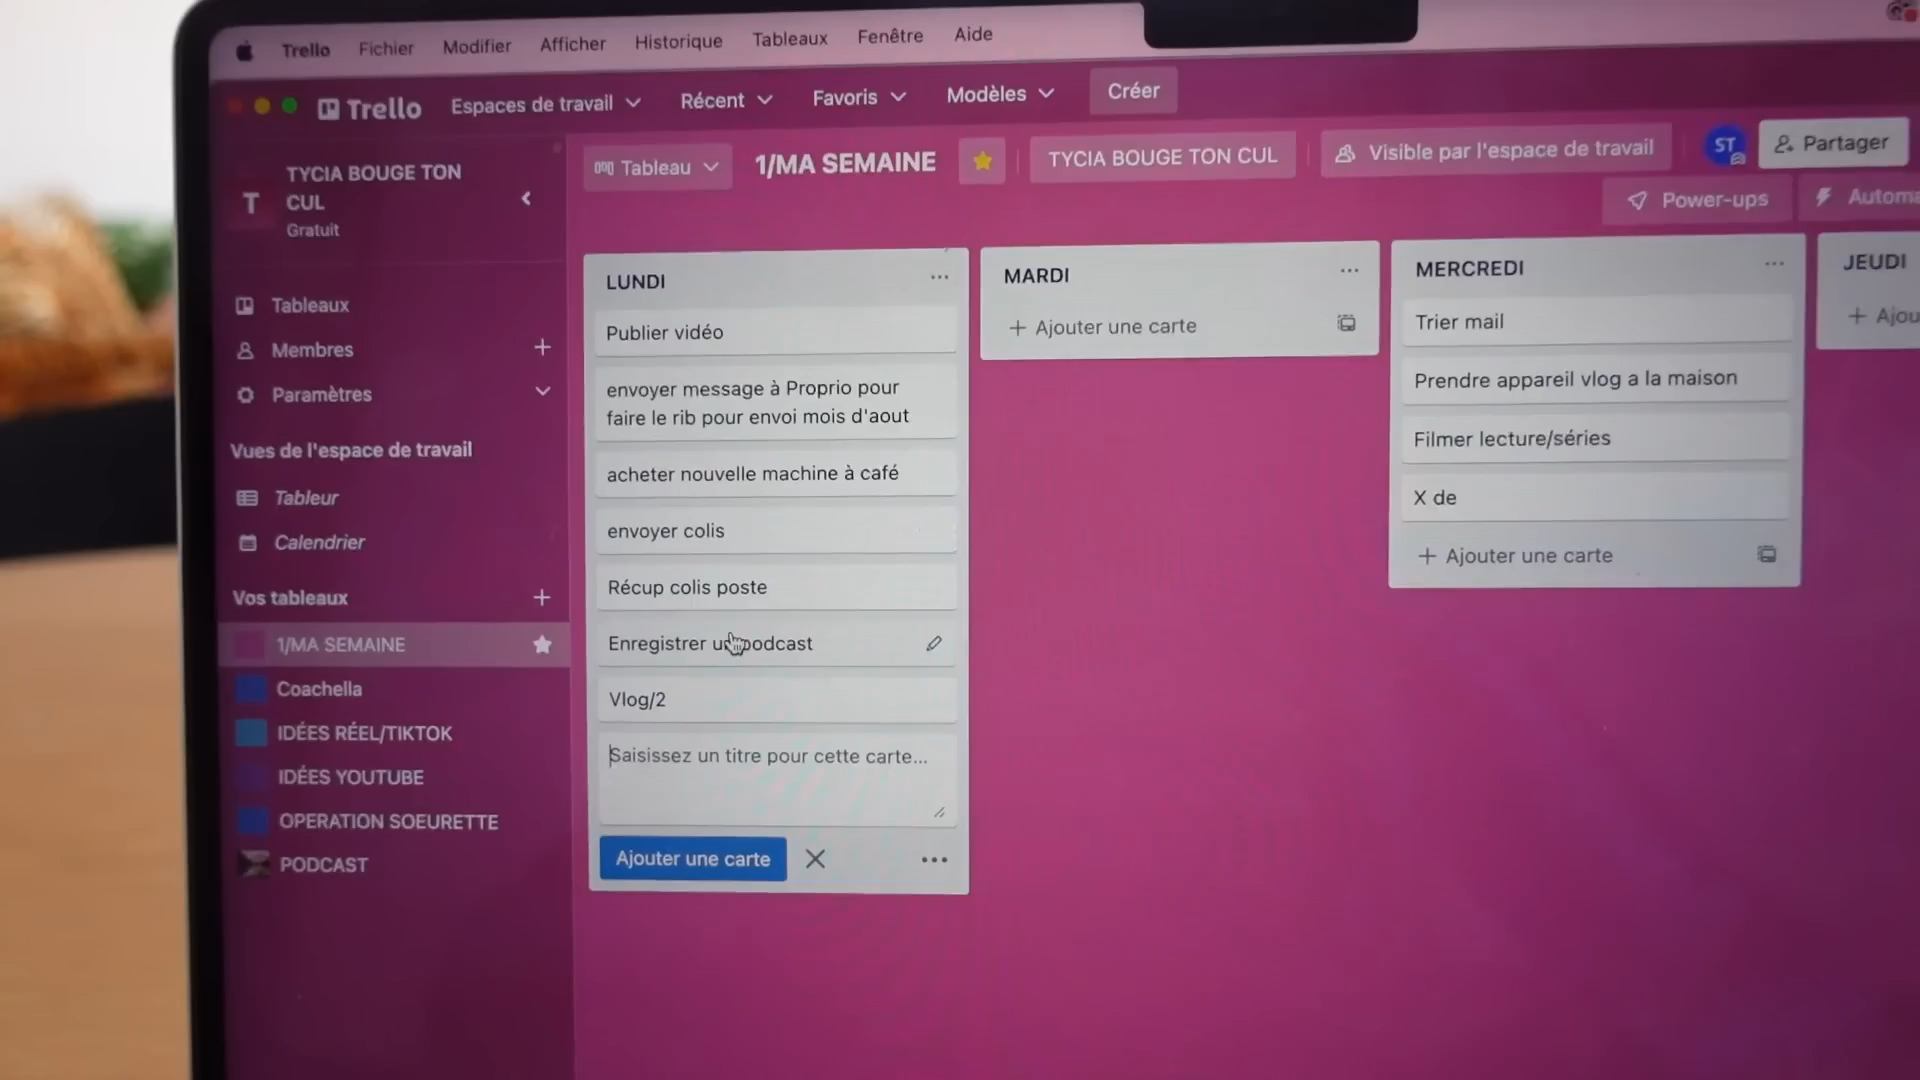 Trello Fichier Modifier Afficher Historique Tableaux Fenêtre Aide
Trello Espaces de travail Récent Favoris Modèles Créer
T
TYCIA BOUGE TON
CUL
Gratuit
Tableau 1/MA SEMAINE TYCIA BOUGE TON CUL Visible par l'espace de travail ST Partager
Power-ups
Tableaux
Membres
Paramètres
Vues de l'espace de travail
Tableur
Calendrier
Vos tableaux
1/MA SEMAINE
Coachella
IDÉES RÉEL/TIKTOK
IDÉES YOUTUBE
OPERATION SOEURETTE
PODCAST
LUNDI
Publier vidéo
envoyer message à Proprio pour
faire le rib pour envoi mois d'aout
acheter nouvelle machine à café
envoyer colis
Récup colis poste
Enregistrer un podcast
Vlog/2
Saisissez un titre pour cette carte...
Ajouter une carte
MARDI
+ Ajouter une carte
MERCREDI
Trier mail
Prendre appareil vlog a la maison
Filmer lecture/séries
X de
+ Ajouter une carte
JEUDI